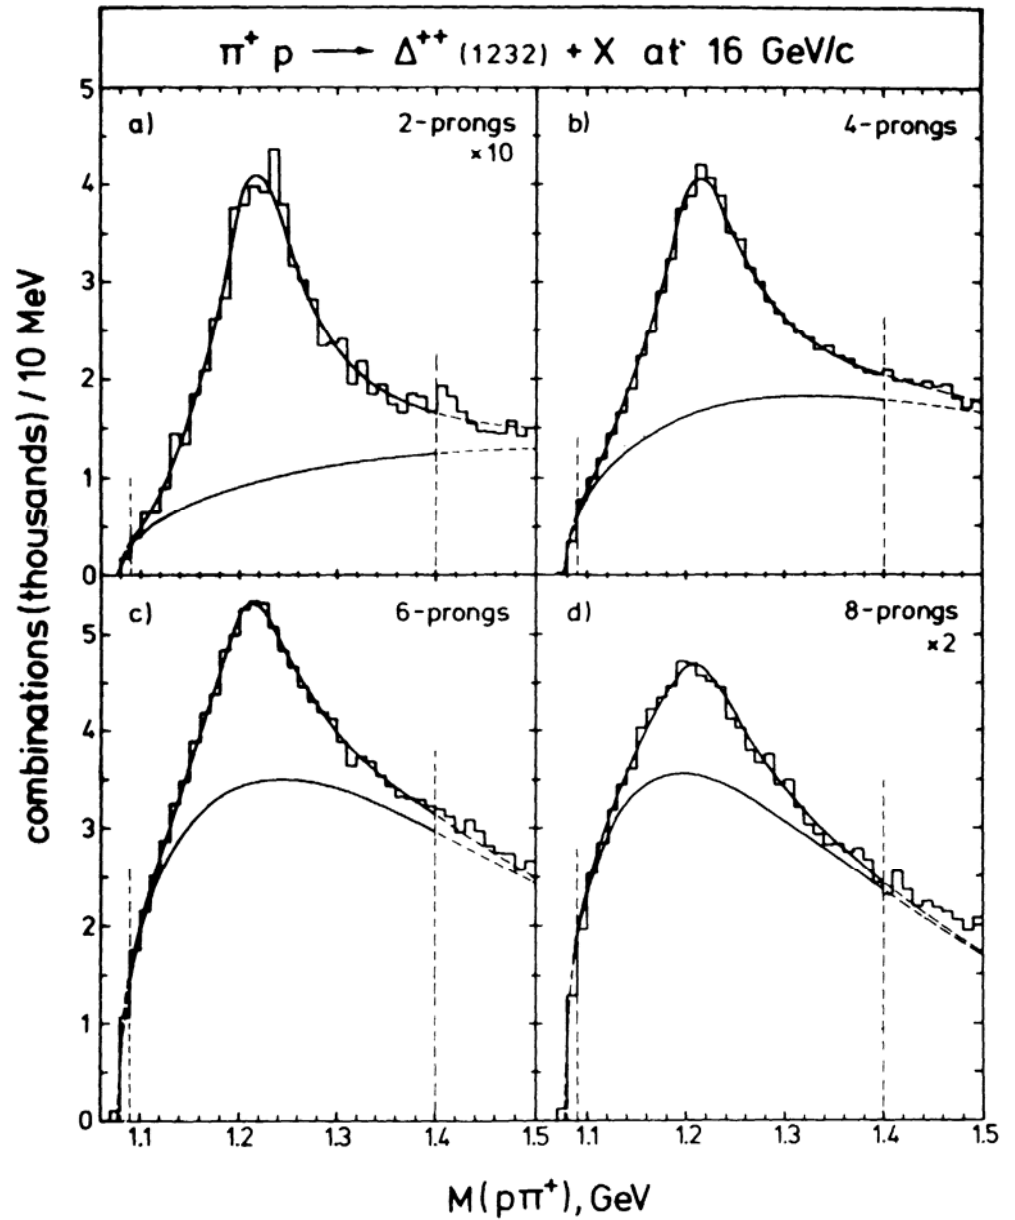 π⁺ p → Δ⁺⁺ (1232) + X at 16 GeV/c
a)
2-prongs
×10
b)
4-prongs
5
4
3
2
1
0
c)
6-prongs
d)
8-prongs
×2
5
4
3
2
1
0
1.1 1.2 1.3 1.4 1.5 1.1 1.2 1.3 1.4 1.5
combinations(thousands)/10 MeV
M(pπ⁺), GeV